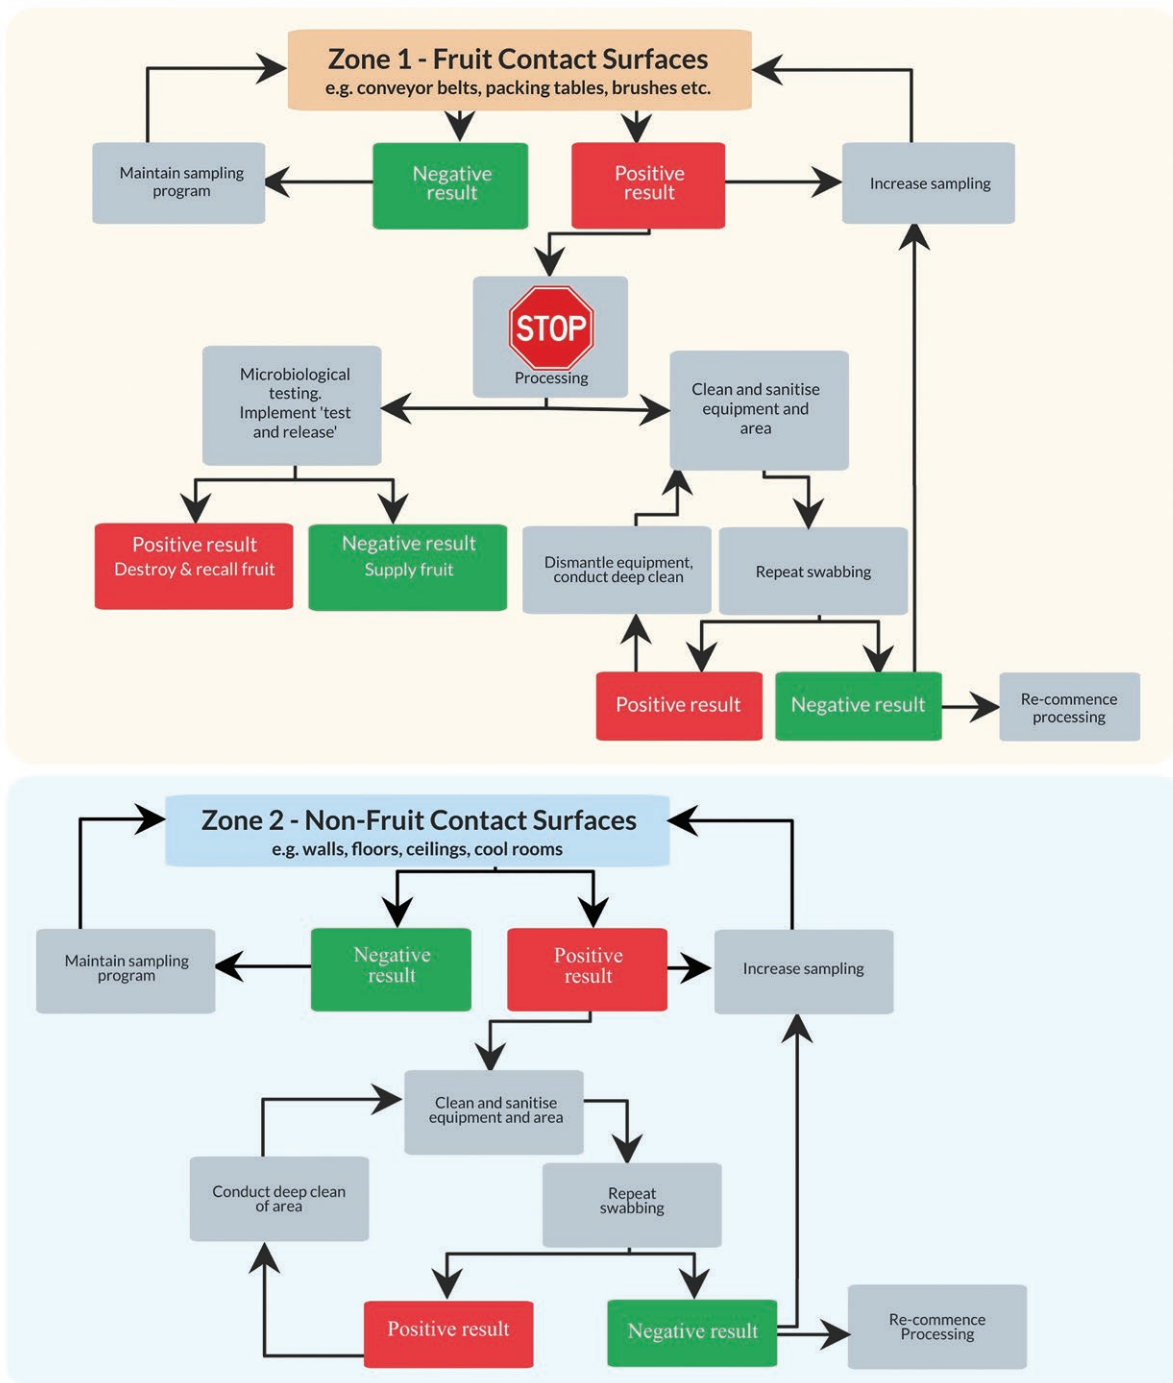 Zone 1 - Fruit Contact Surfaces
e.g. conveyor belts, packing tables, brushes etc.
Maintain sampling
program
Negative
result
Positive
result
Increase sampling
STOP
Processing
Microbiological
testing.
Implement 'test
and release'
Clean and sanitise
equipment and
area
Positive result
Destroy & recall fruit
Negative result
Supply fruit
Dismantle equipment,
conduct deep clean
Repeat swabbing
Positive result
Negative result
Re-commence
processing
Zone 2 - Non-Fruit Contact Surfaces
e.g. walls, floors, ceilings, cool rooms
Maintain sampling
program
Negative
result
Positive
result
Increase sampling
Clean and sanitise
equipment and area
Conduct deep clean
of area
Repeat
swabbing
Positive result
Negative result
Re-commence
Processing